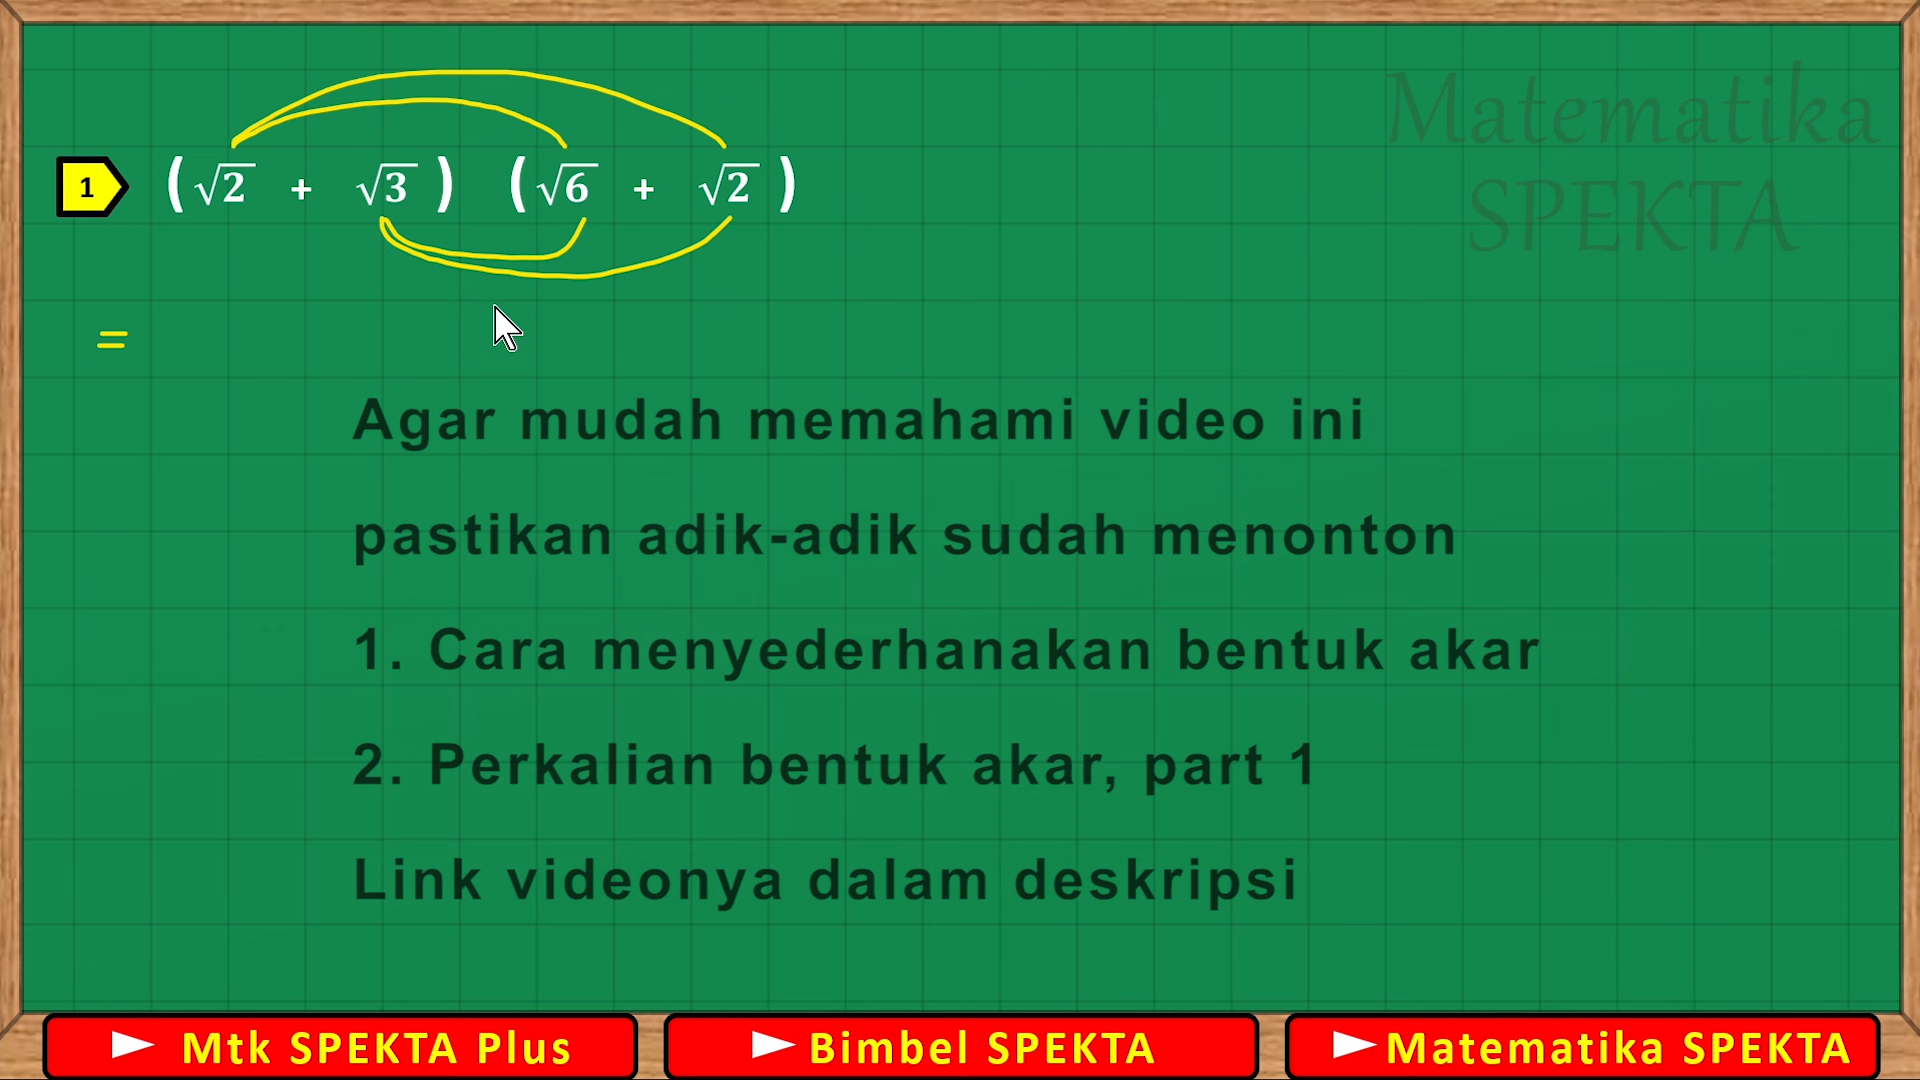 Matematika
SPEKTA
1 (√2 + √3) (√6 + √2)
=
Agar mudah memahami video ini
pastikan adik-adik sudah menonton
1. Cara menyederhanakan bentuk akar
2. Perkalian bentuk akar, part 1
Link videonya dalam deskripsi
Mtk SPEKTA Plus
Bimbel SPEKTA
Matematika SPEKTA